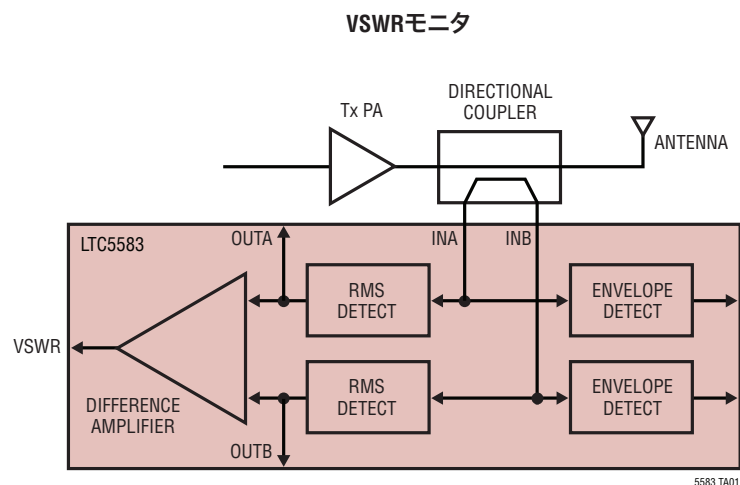 VSWRモニタ
DIRECTIONAL
COUPLER
Tx PA
ANTENNA
LTC5583
OUTA
INA
INB
RMS
DETECT
ENVELOPE
DETECT
VSWR
RMS
DETECT
ENVELOPE
DETECT
DIFFERENCE
AMPLIFIER
OUTB
5583 TA01